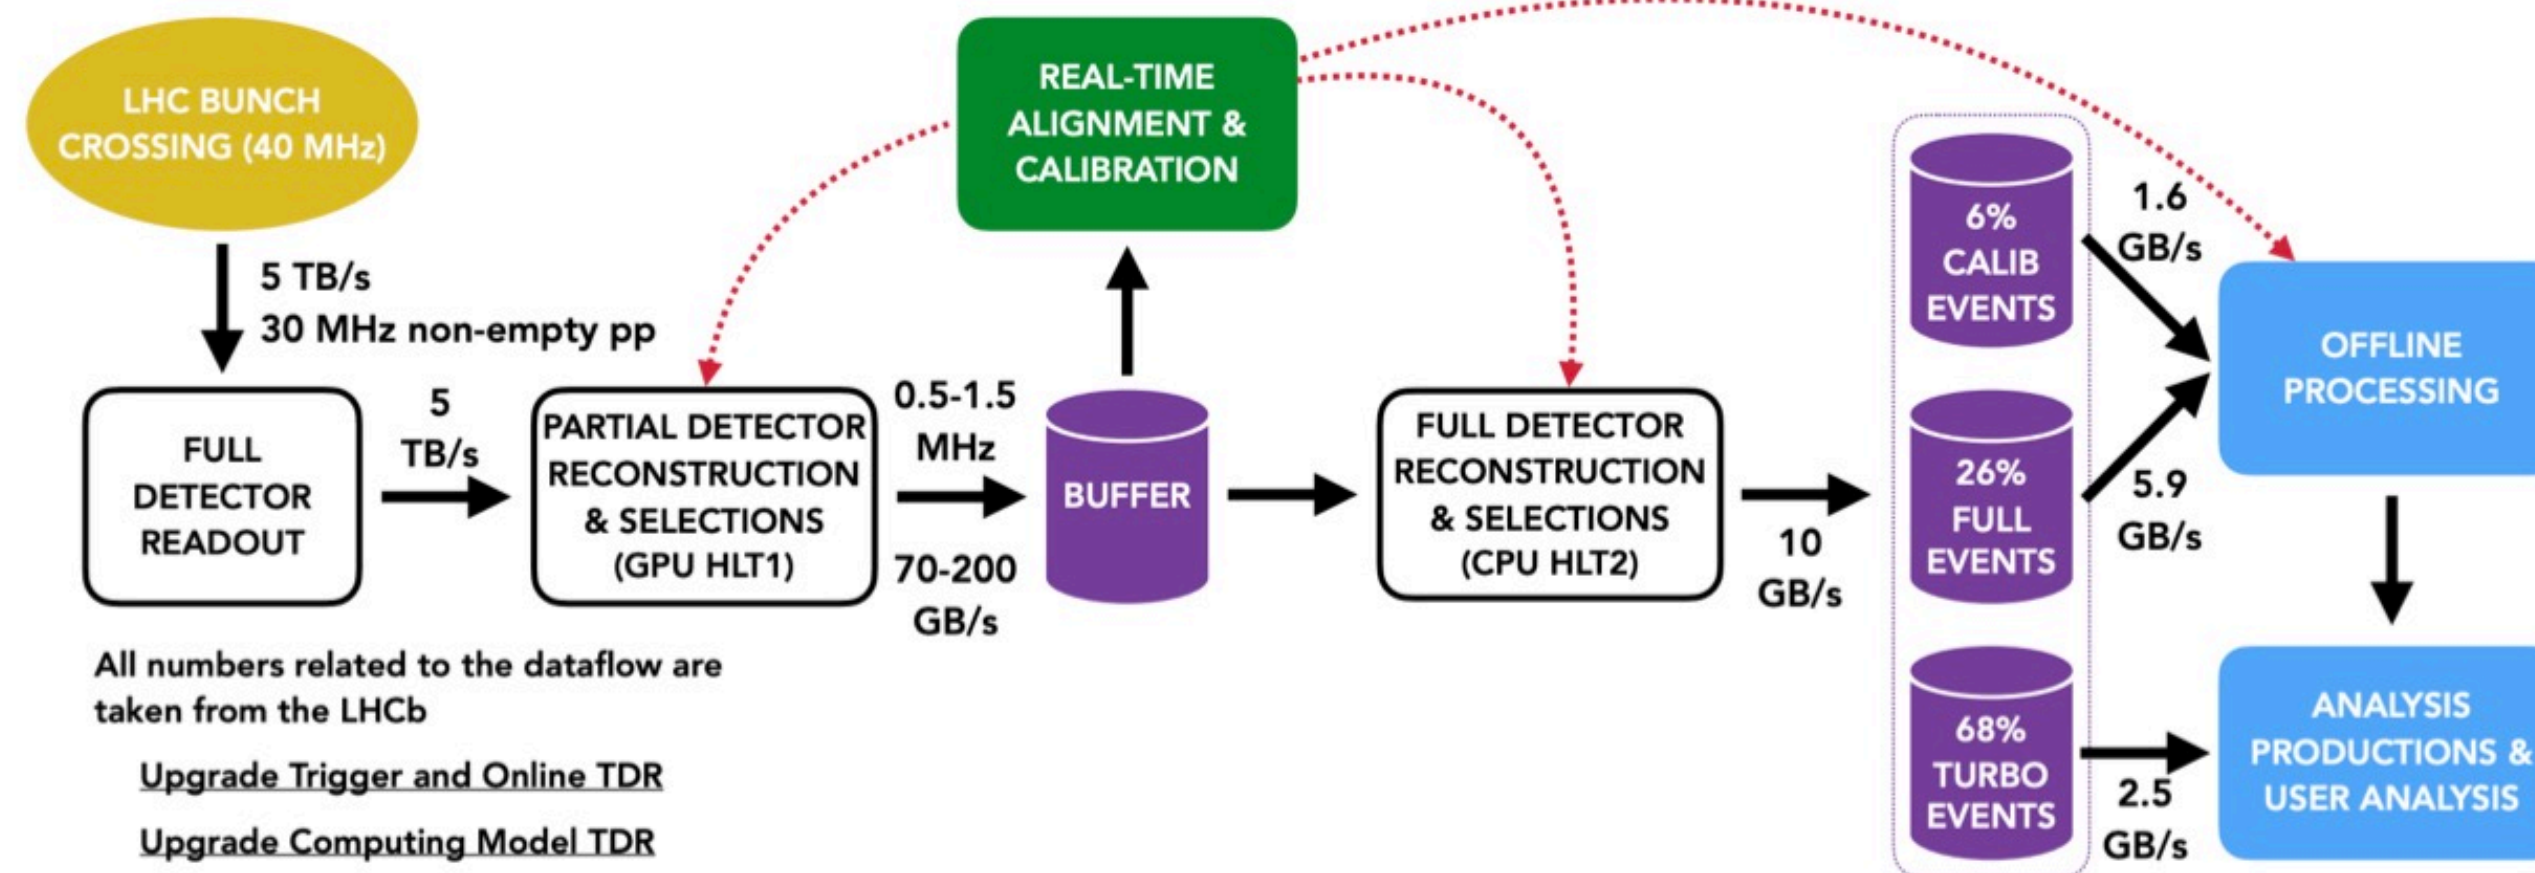 LHC BUNCH
CROSSING (40 MHz)
5 TB/s
30 MHz non-empty pp
FULL
DETECTOR
READOUT
5
TB/s
PARTIAL DETECTOR
RECONSTRUCTION
& SELECTIONS
(GPU HLT1)
0.5-1.5
MHz
70-200
GB/s
REAL-TIME
ALIGNMENT &
CALIBRATION
BUFFER
FULL DETECTOR
RECONSTRUCTION
& SELECTIONS
(CPU HLT2)
10
GB/s
6%
CALIB
EVENTS
1.6
GB/s
26%
FULL
EVENTS
5.9
GB/s
68%
TURBO
EVENTS
2.5
GB/s
OFFLINE
PROCESSING
ANALYSIS
PRODUCTIONS &
USER ANALYSIS
All numbers related to the dataflow are
taken from the LHCb
Upgrade Trigger and Online TDR
Upgrade Computing Model TDR